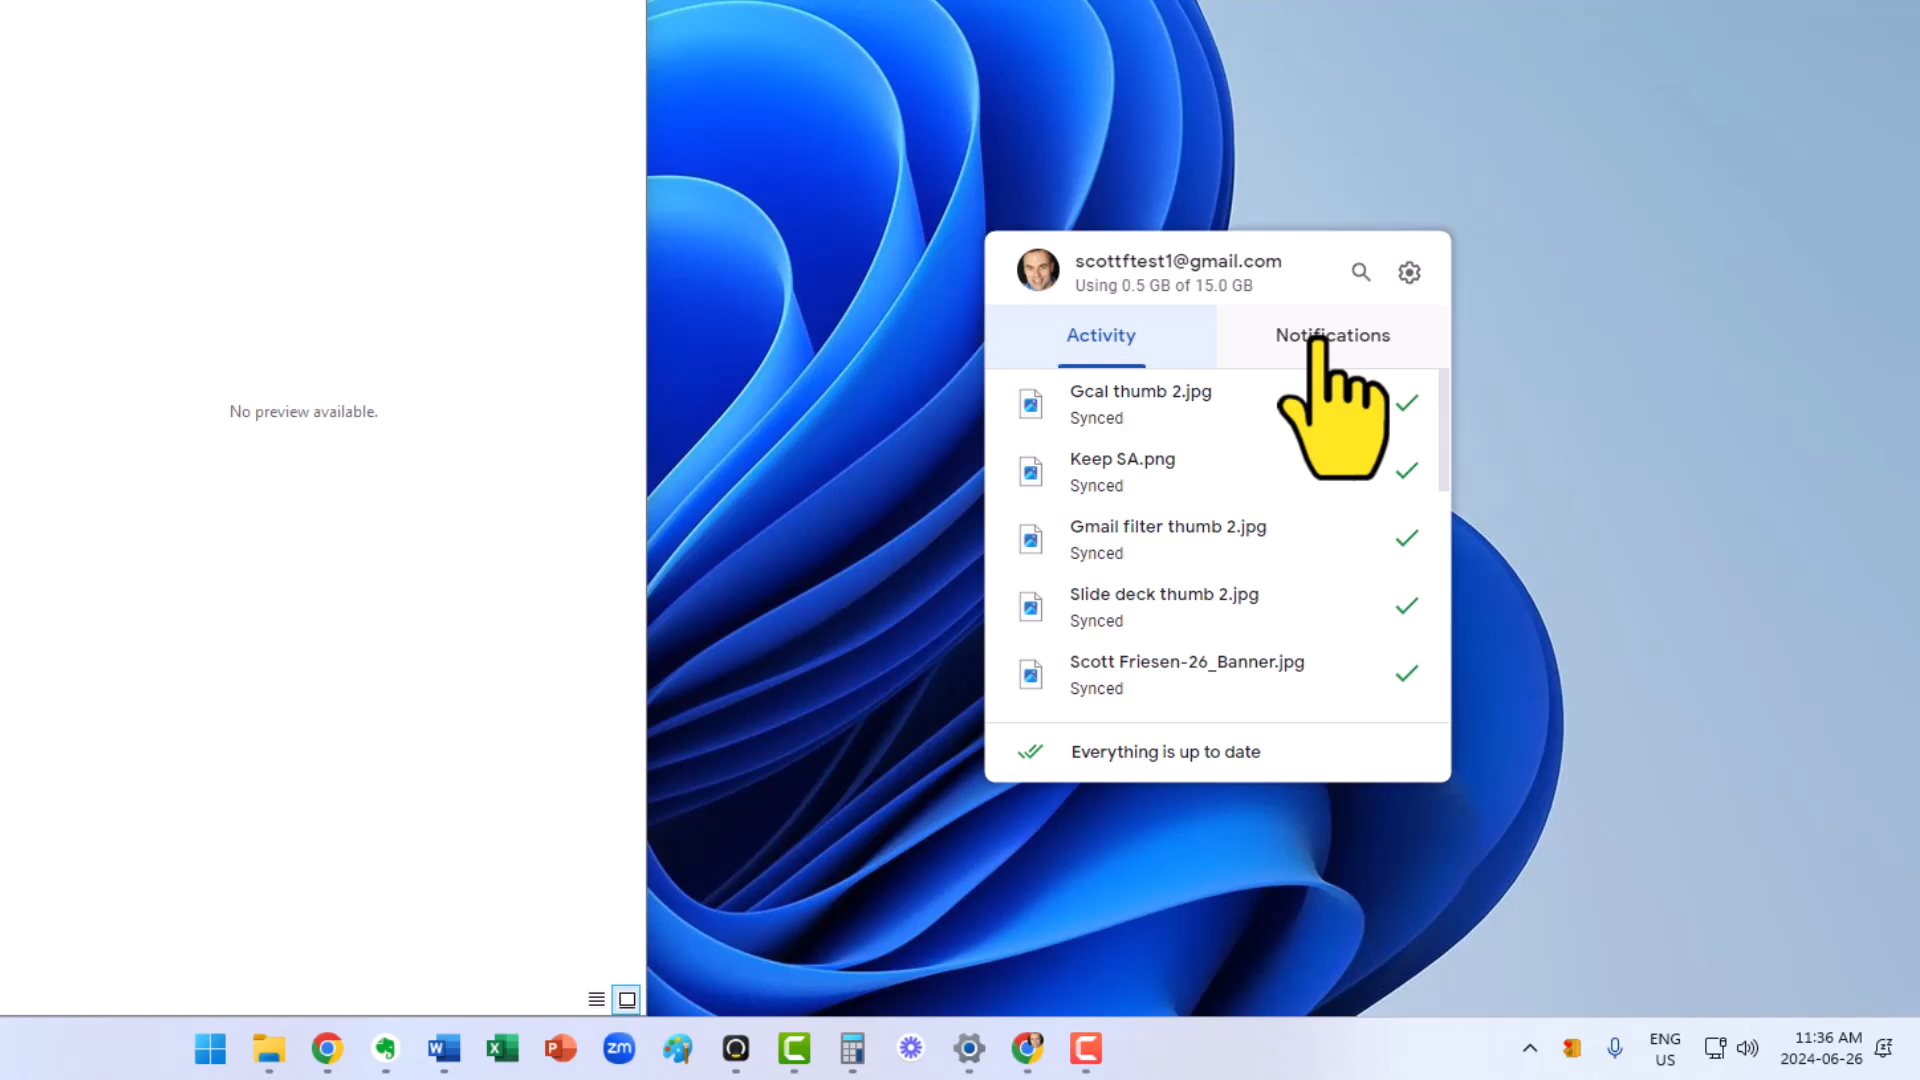 No preview available.
scottftest1@gmail.com
Using 0.5 GB of 15.0 GB
Activity
Notifications
Gcal thumb 2.jpg
Synced
Keep SA.png
Synced
Gmail filter thumb 2.jpg
Synced
Slide deck thumb 2.jpg
Synced
Scott Friesen-26_Banner.jpg
Synced
Everything is up to date
W
X
P
zm
ENG
US
11:36 AM
2024-06-26